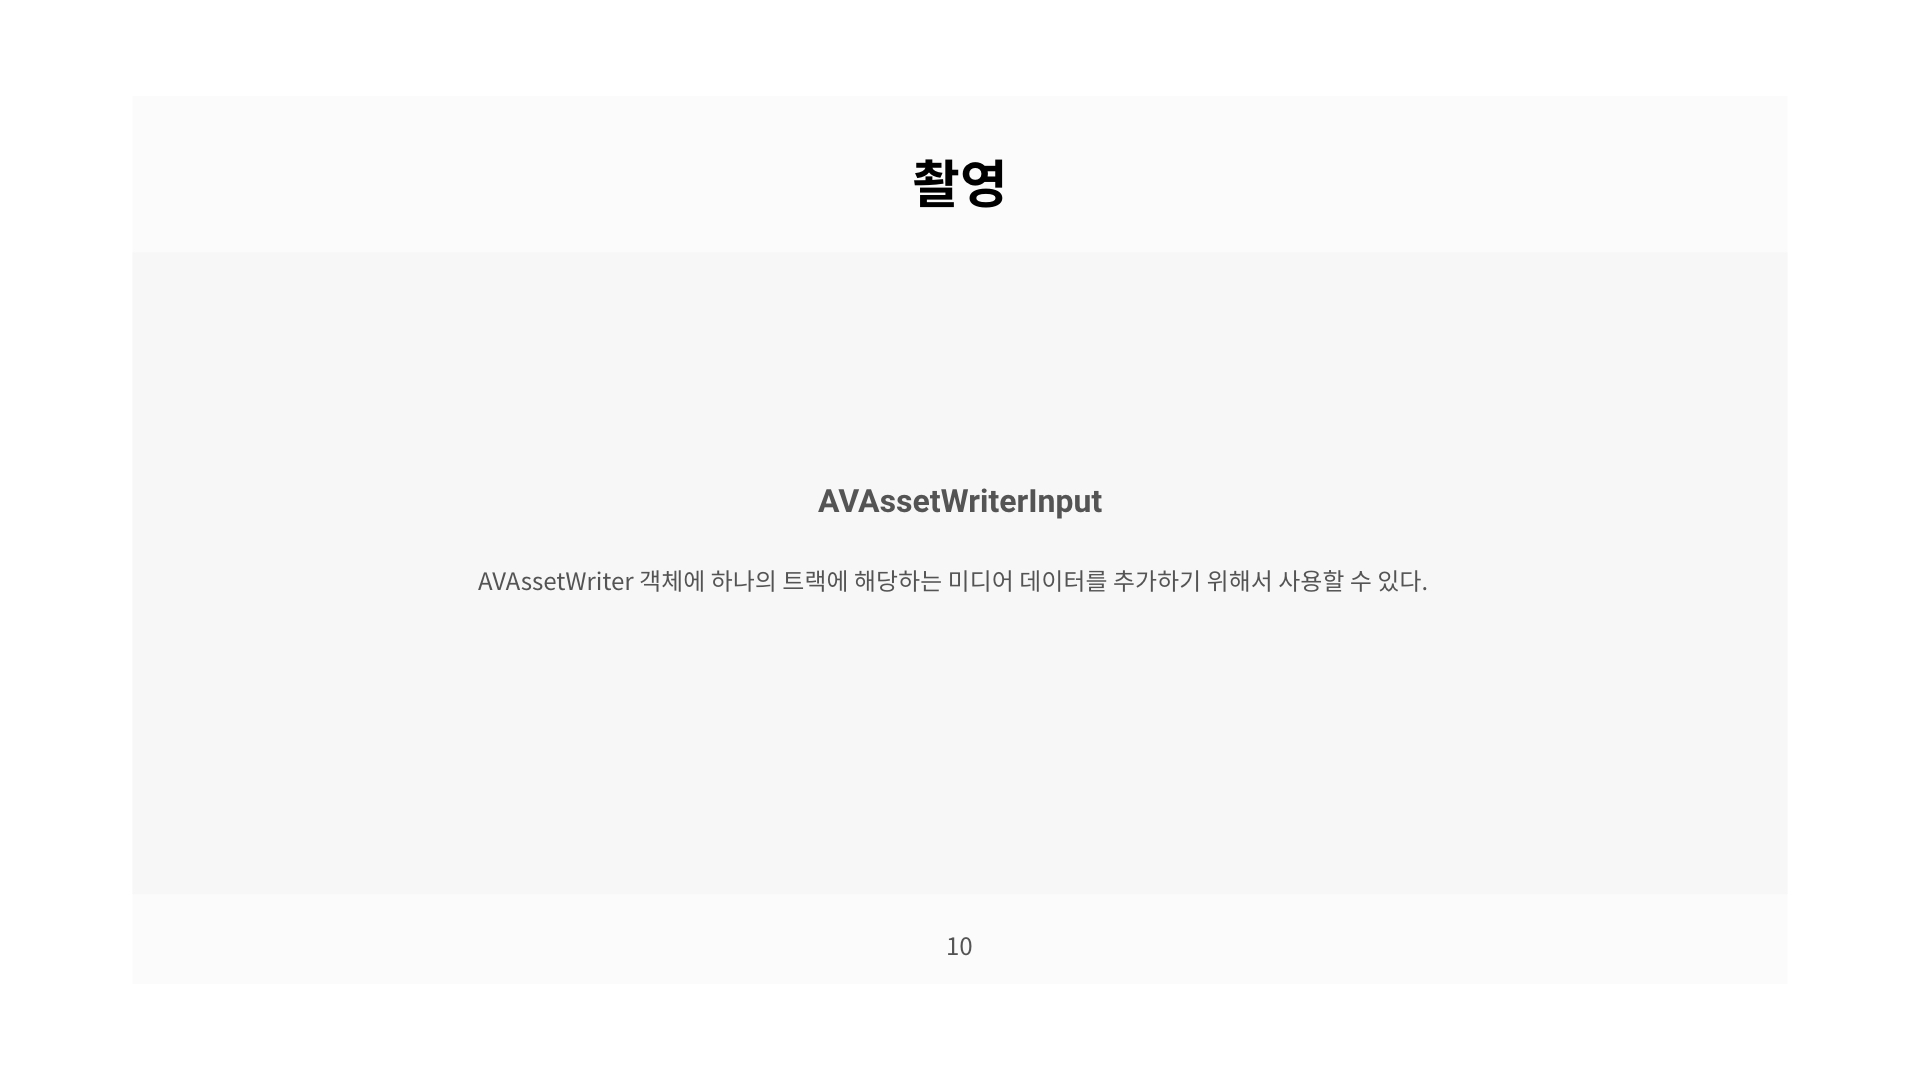 촬영
AVAssetWriterInput
AVAssetWriter 객체에 하나의 트랙에 해당하는 미디어 데이터를 추가하기 위해서 사용할 수 있다.
10